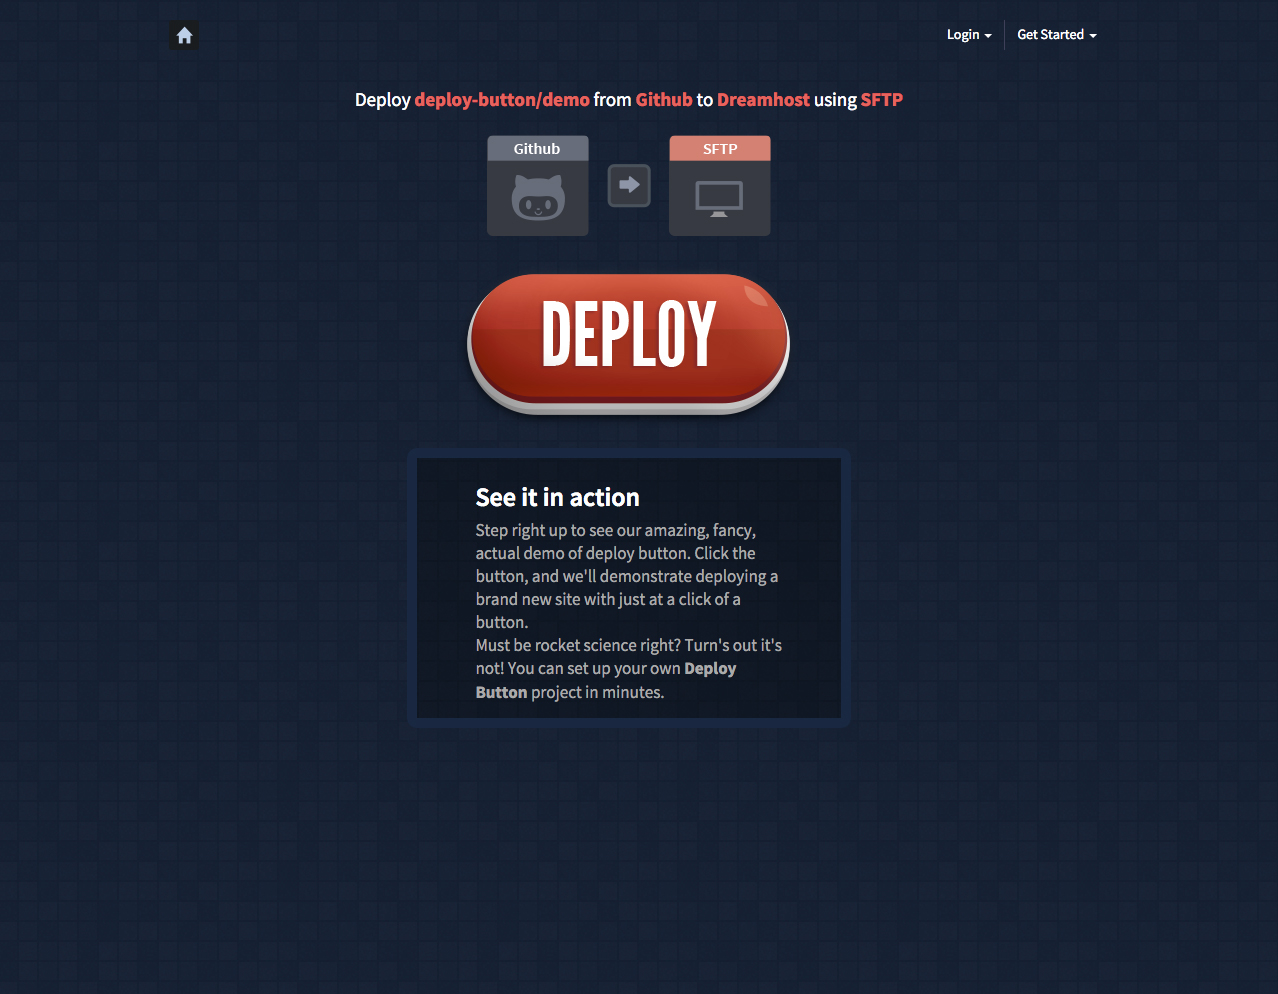 Login
Get Started
Deploy deploy-button/demo from Github to Dreamhost using SFTP
Github
SFTP
DEPLOY
See it in action
Step right up to see our amazing, fancy,
actual demo of deploy button. Click the
button, and we'll demonstrate deploying a
brand new site with just at a click of a
button.
Must be rocket science right? Turn's out it's
not! You can set up your own Deploy
Button project in minutes.